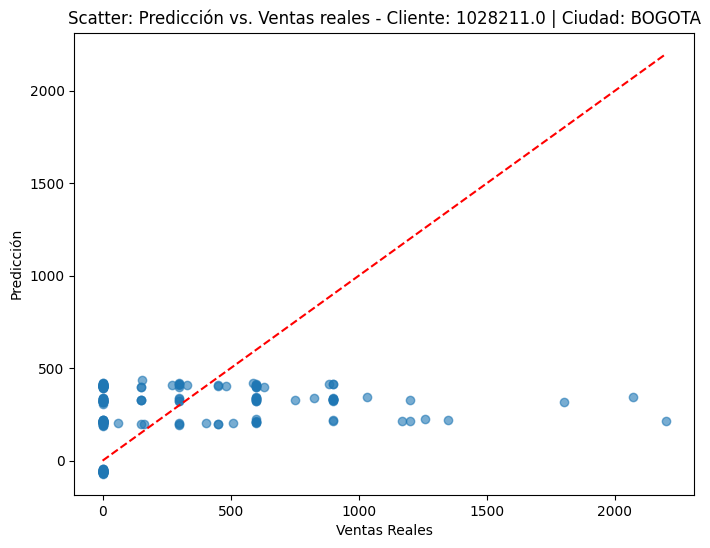 Scatter: Predicción vs. Ventas reales - Cliente: 1028211.0 | Ciudad: BOGOTA
2000
1500
1000
500
0
Predicción
0 500 1000 1500 2000
Ventas Reales